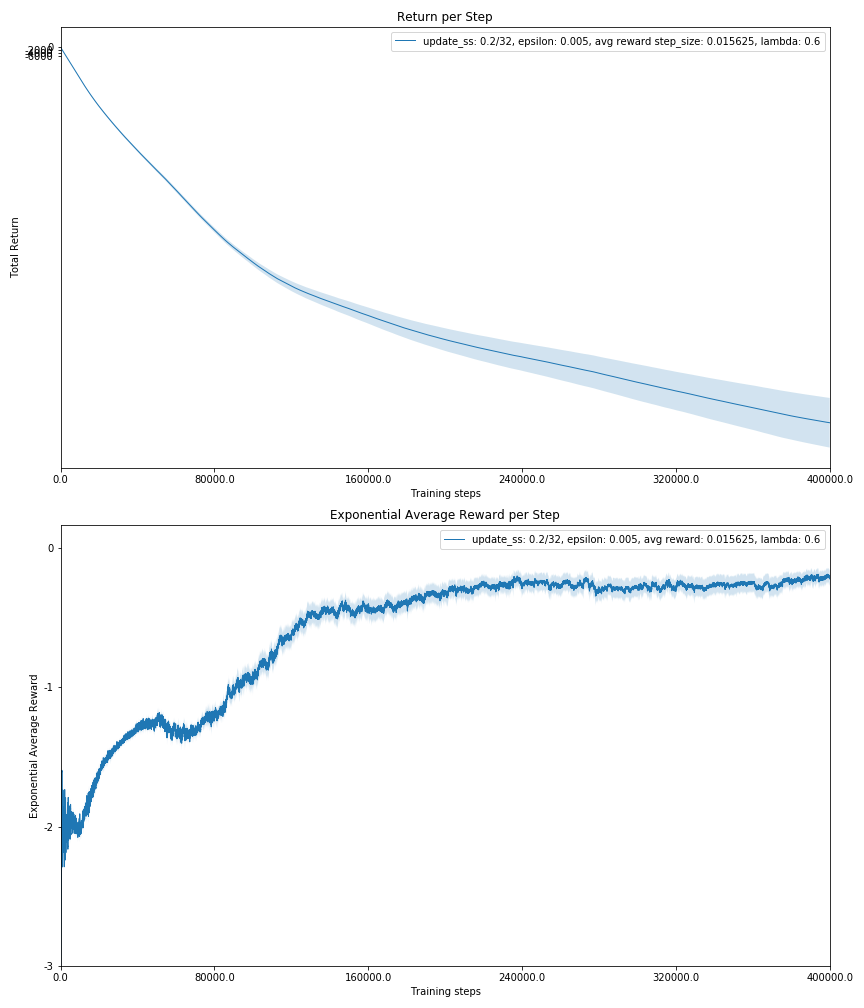 Return per Step
0
-2000
-4000
-6000
update_ss: 0.2/32, epsilon: 0.005, avg reward step_size: 0.015625, lambda: 0.6
Total Return
0.0 80000.0 160000.0 240000.0 320000.0 400000.0
Training steps
Exponential Average Reward per Step
update_ss: 0.2/32, epsilon: 0.005, avg reward: 0.015625, lambda: 0.6
0
-1
-2
-3
Exponential Average Reward
0.0 80000.0 160000.0 240000.0 320000.0 400000.0
Training steps